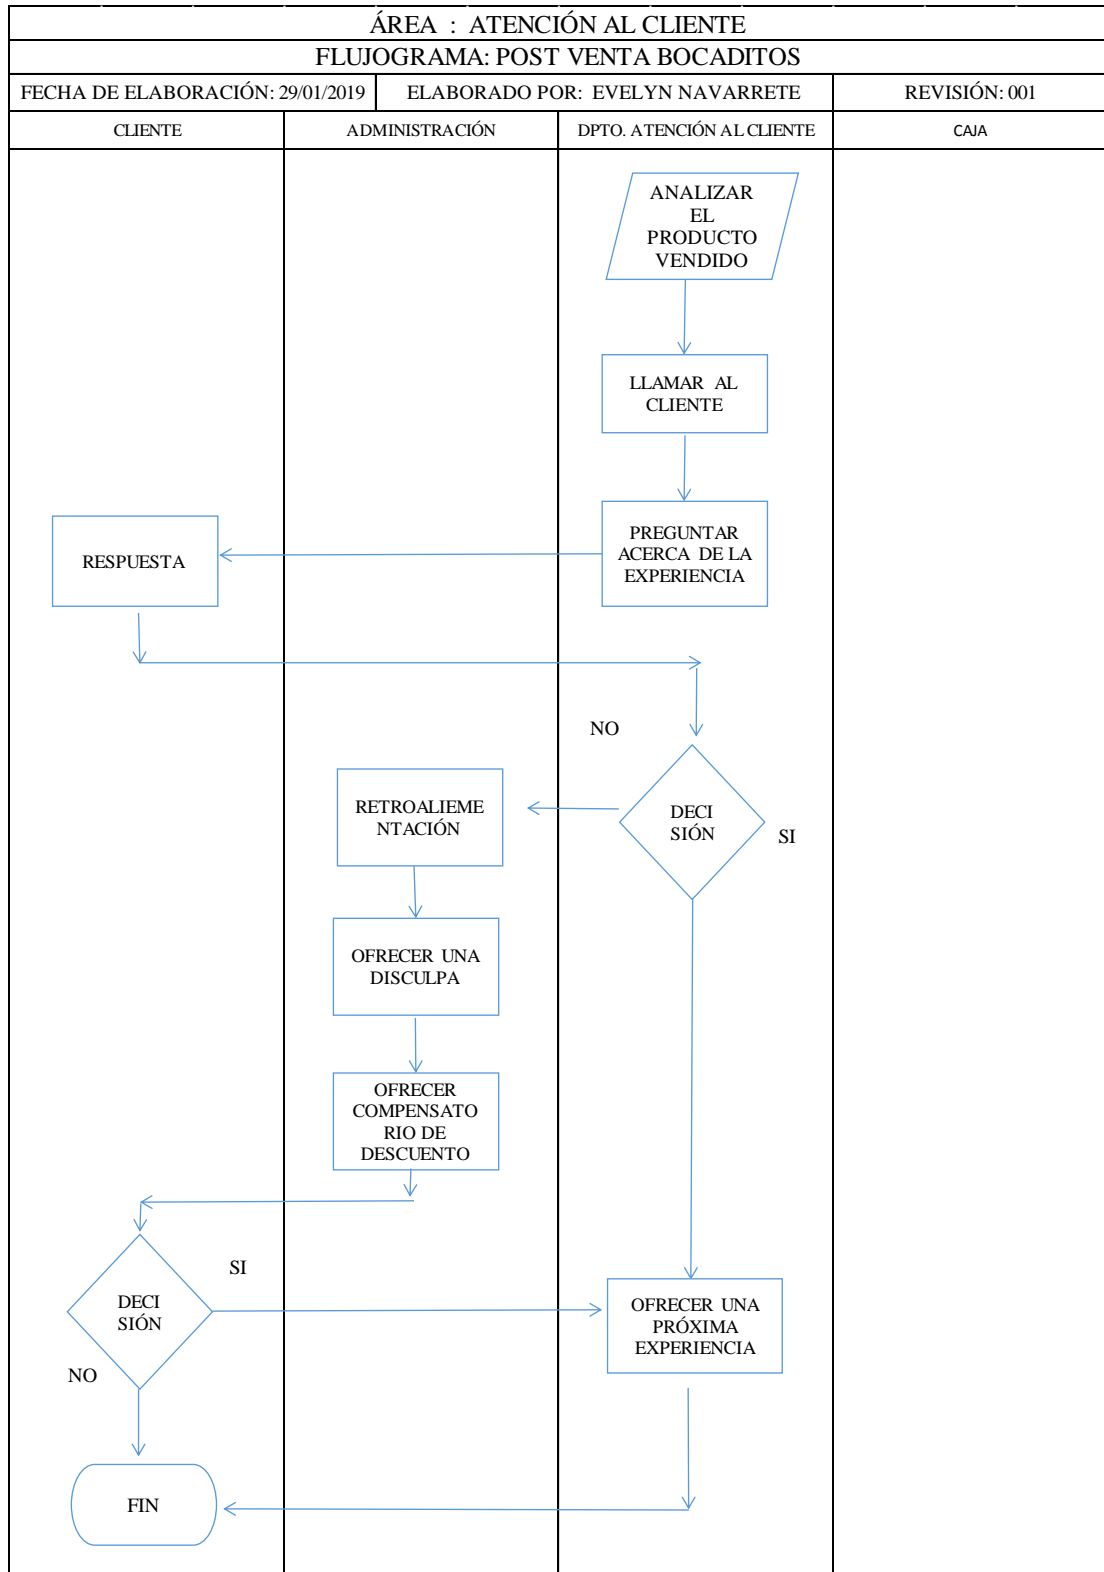 ÁREA : ATENCIÓN AL CLIENTE
FLUJOGRAMA: POST VENTA BOCADITOS
FECHA DE ELABORACIÓN: 29/01/2019
ELABORADO POR: EVELYN NAVARRETE
REVISIÓN: 001
CLIENTE
ADMINISTRACIÓN
DPTO. ATENCIÓN AL CLIENTE
CAJA
ANALIZAR
EL
PRODUCTO
VENDIDO
LLAMAR AL
CLIENTE
PREGUNTAR
ACERCA DE LA
EXPERIENCIA
RESPUESTA
NO
DECI
SIÓN
SI
RETROALIEME
NTACIÓN
OFRECER UNA
DISCULPA
OFRECER
COMPENSATO
RIO DE
DESCUENTO
SI
DECI
SIÓN
NO
OFRECER UNA
PRÓXIMA
EXPERIENCIA
FIN